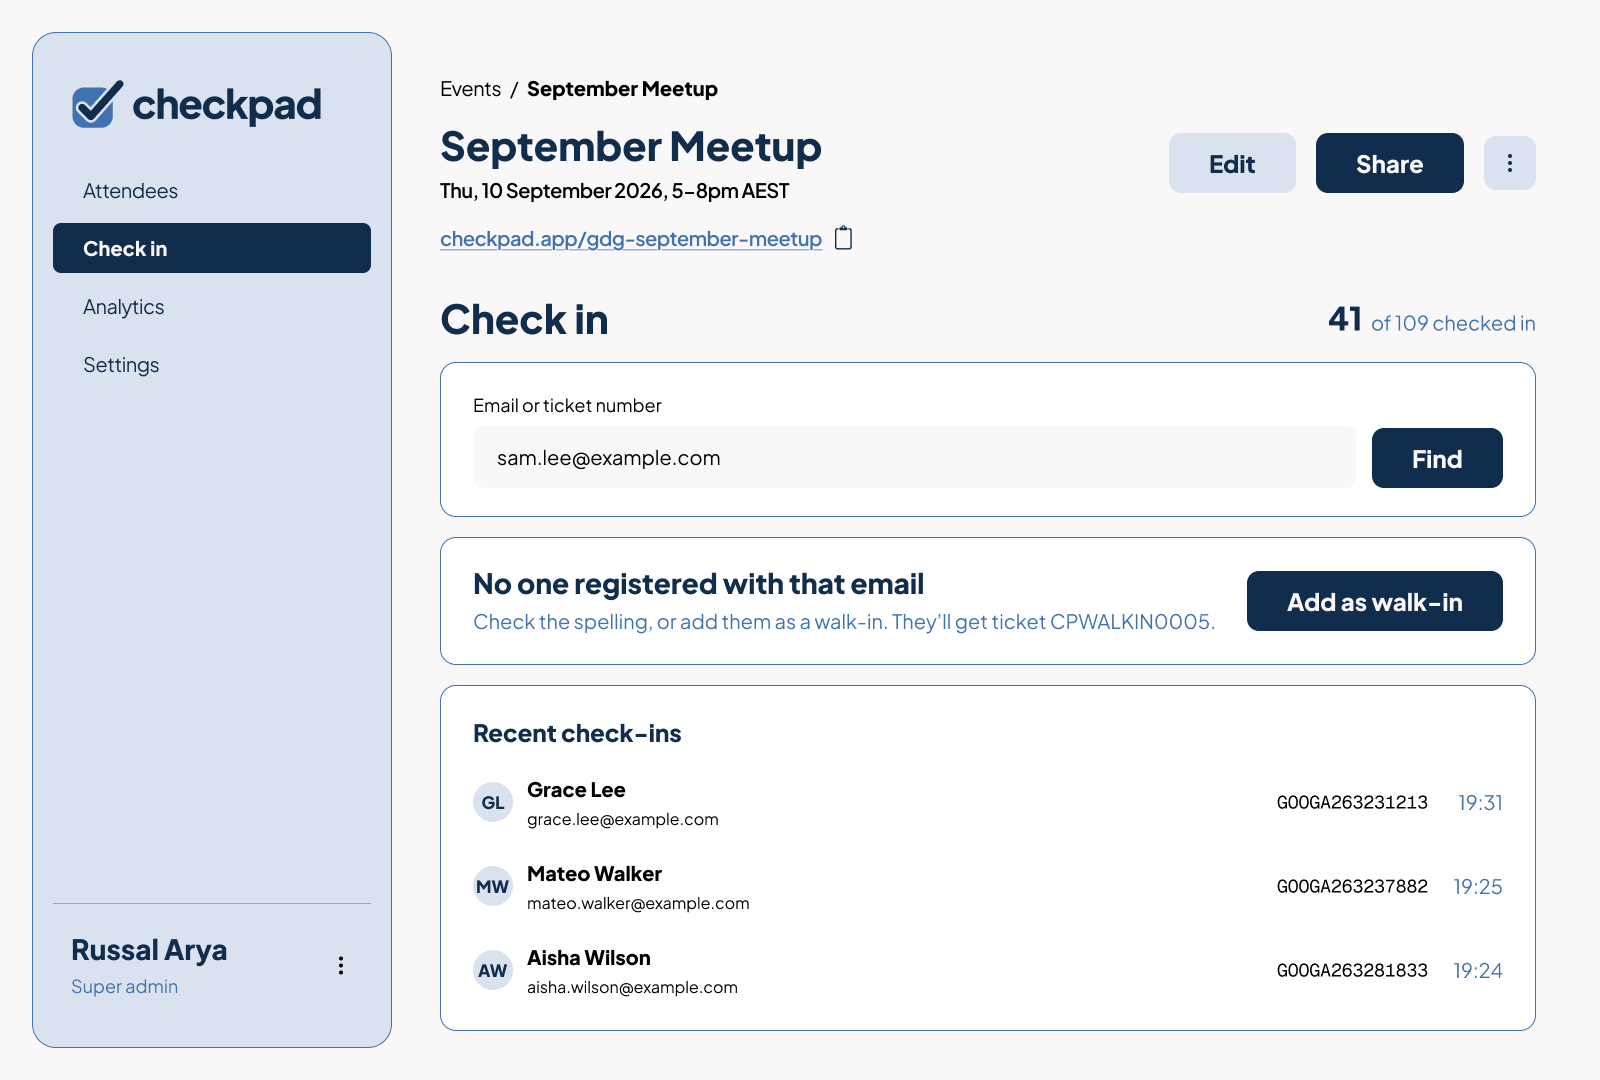 checkpad
Attendees
Check in
Analytics
Settings
Russal Arya
Super admin
Events / September Meetup
September Meetup
Thu, 10 September 2026, 5–8pm AEST
checkpad.app/gdg-september-meetup
Edit
Share
Check in
41 of 109 checked in
Email or ticket number
sam.lee@example.com
Find
No one registered with that email
Check the spelling, or add them as a walk-in. They’ll get ticket CPWALKIN0005.
Add as walk-in
Recent check-ins
GL
Grace Lee
grace.lee@example.com
GOOGA263231213 19:31
MW
Mateo Walker
mateo.walker@example.com
GOOGA263237882 19:25
AW
Aisha Wilson
aisha.wilson@example.com
GOOGA263281833 19:24